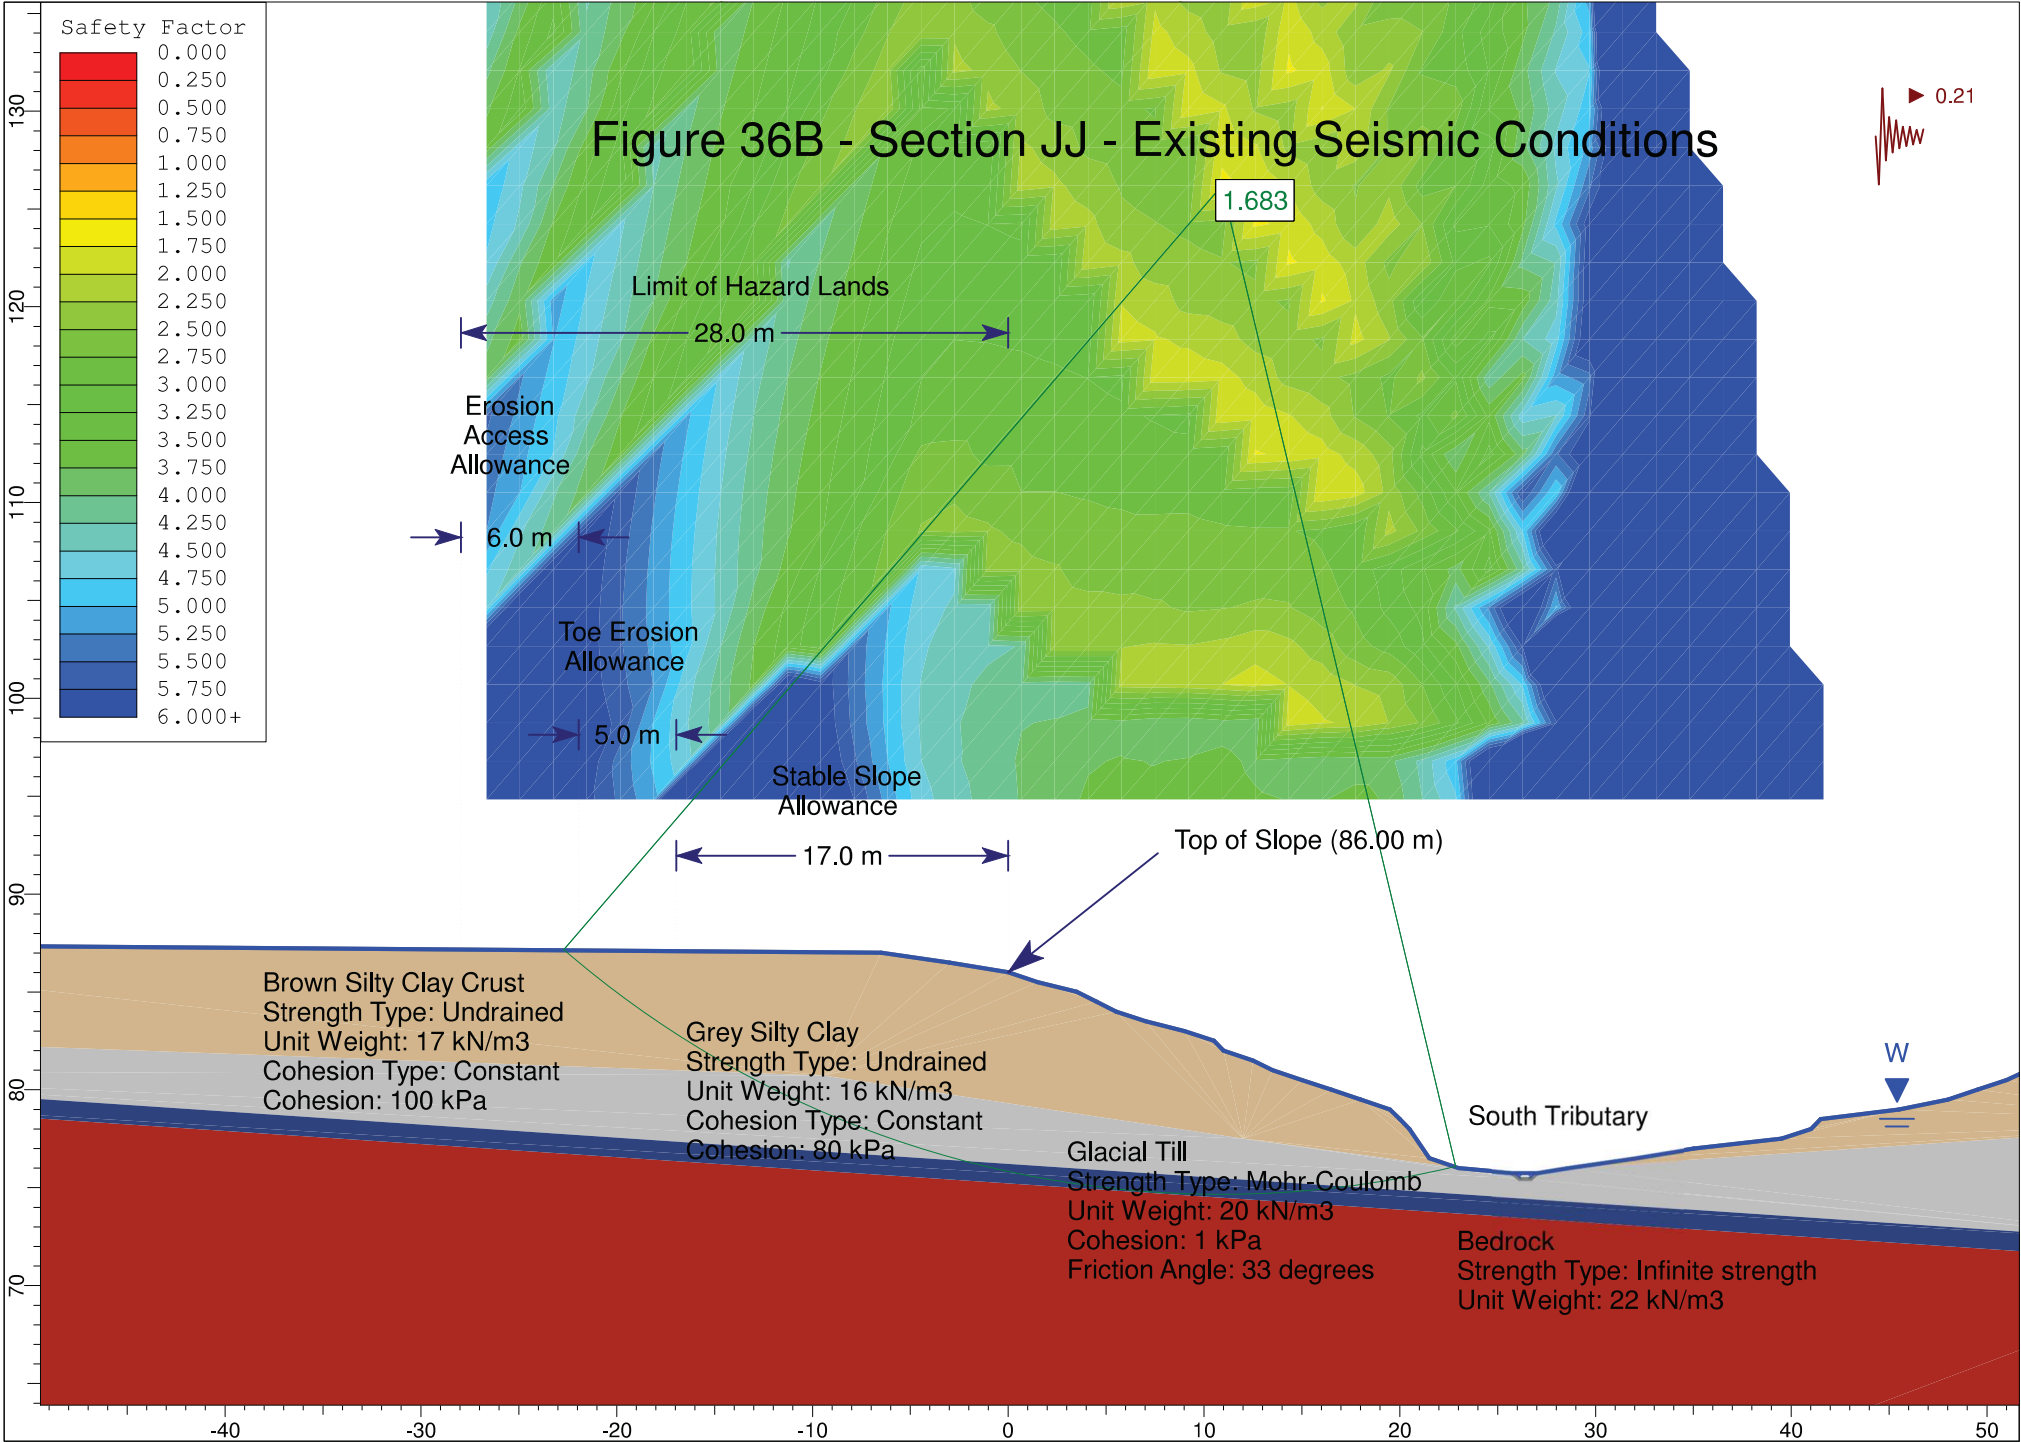 Safety Factor
0.000
0.250
0.500
0.750
1.000
1.250
1.500
1.750
2.000
2.250
2.500
2.750
3.000
3.250
3.500
3.750
4.000
4.250
4.500
4.750
5.000
5.250
5.500
5.750
6.000+
0.21
Figure 36B - Section JJ - Existing Seismic Conditions
1.683
Limit of Hazard Lands
28.0 m
Erosion
Access
Allowance
6.0 m
Toe Erosion
Allowance
5.0 m
Stable Slope
Allowance
17.0 m
Top of Slope (86.00 m)
Brown Silty Clay Crust
Strength Type: Undrained
Unit Weight: 17 kN/m3
Cohesion Type: Constant
Cohesion: 100 kPa
Grey Silty Clay
Strength Type: Undrained
Unit Weight: 16 kN/m3
Cohesion Type: Constant
Cohesion: 80 kPa
Glacial Till
Strength Type: Mohr-Coulomb
Unit Weight: 20 kN/m3
Cohesion: 1 kPa
Friction Angle: 33 degrees
South Tributary
W
Bedrock
Strength Type: Infinite strength
Unit Weight: 22 kN/m3
130
120
110
100
90
80
70
-40
-30
-20
-10
0
10
20
30
40
50